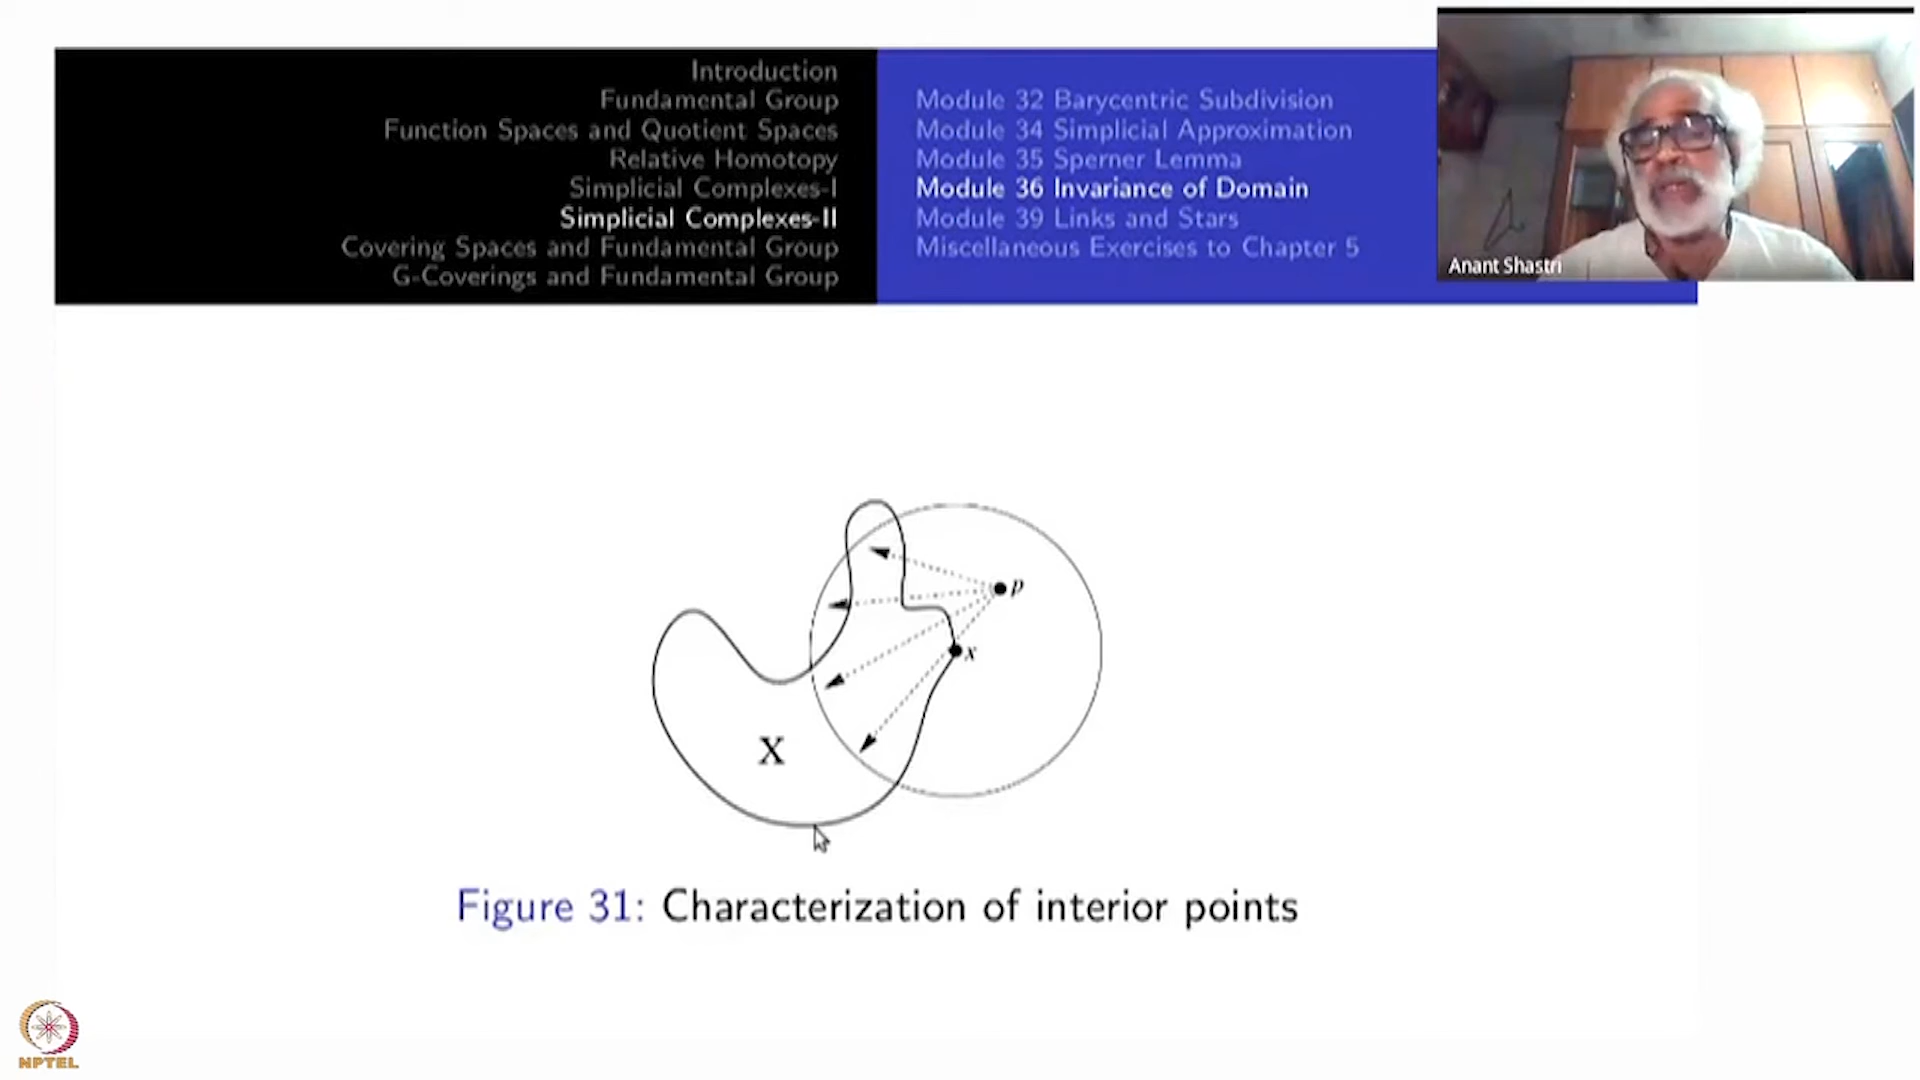 Introduction
Fundamental Group
Function Spaces and Quotient Spaces
Relative Homotopy
Simplicial Complexes-I
Simplicial Complexes-II
Covering Spaces and Fundamental Group
G-Coverings and Fundamental Group
Module 32 Barycentric Subdivision
Module 34 Simplicial Approximation
Module 35 Sperner Lemma
Module 36 Invariance of Domain
Module 39 Links and Stars
Miscellaneous Exercises to Chapter 5
Anant Shastri
p
x
X
Figure 31: Characterization of interior points
NPTEL